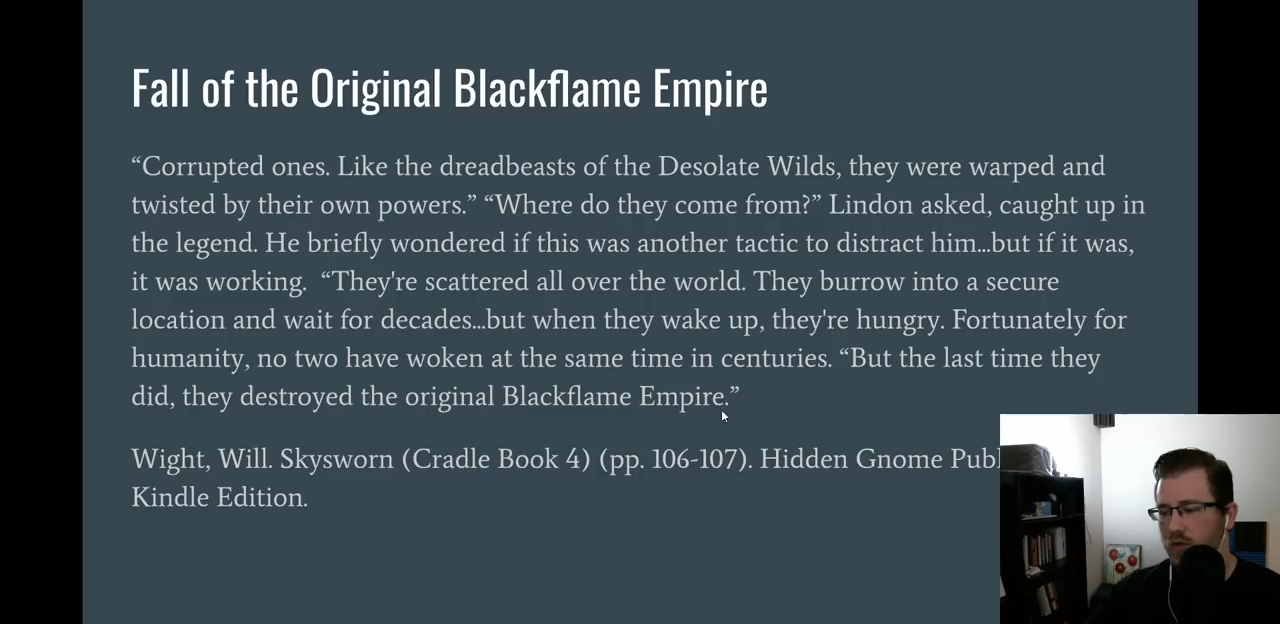 Fall of the Original Blackflame Empire
“Corrupted ones. Like the dreadbeasts of the Desolate Wilds, they were warped and
twisted by their own powers.” “Where do they come from?” Lindon asked, caught up in
the legend. He briefly wondered if this was another tactic to distract him...but if it was,
it was working.  “They're scattered all over the world. They burrow into a secure
location and wait for decades...but when they wake up, they're hungry. Fortunately for
humanity, no two have woken at the same time in centuries. “But the last time they
did, they destroyed the original Blackflame Empire.”
Wight, Will. Skysworn (Cradle Book 4) (pp. 106-107). Hidden Gnome Publ
Kindle Edition.